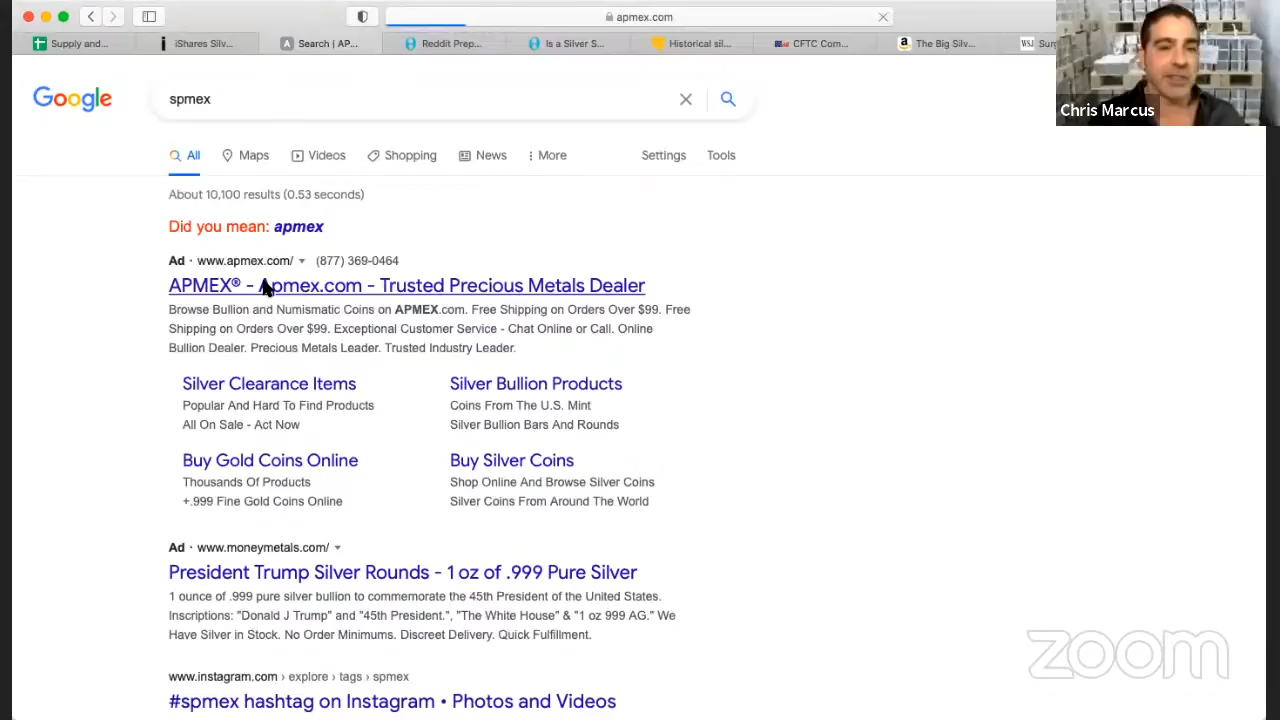 apmex.com
Supply and...
iShares Silv...
Search | AP...
Reddit Prep...
Is a Silver S...
Historical sil...
CFTC Com...
The Big Silv...
WSJ
Chris Marcus
Google
spmex
All
Maps
Videos
Shopping
News
More
Settings
Tools
About 10,100 results (0.53 seconds)
Did you mean: apmex
Ad · www.apmex.com/ (877) 369-0464
APMEX® - Apmex.com - Trusted Precious Metals Dealer
Browse Bullion and Numismatic Coins on APMEX.com. Free Shipping on Orders Over $99. Free
Shipping on Orders Over $99. Exceptional Customer Service - Chat Online or Call. Online
Bullion Dealer. Precious Metals Leader. Trusted Industry Leader.
Silver Clearance Items
Popular And Hard To Find Products
All On Sale - Act Now
Silver Bullion Products
Coins From The U.S. Mint
Silver Bullion Bars And Rounds
Buy Gold Coins Online
Thousands Of Products
+.999 Fine Gold Coins Online
Buy Silver Coins
Shop Online And Browse Silver Coins
Silver Coins From Around The World
Ad · www.moneymetals.com/
President Trump Silver Rounds - 1 oz of .999 Pure Silver
1 ounce of .999 pure silver bullion to commemorate the 45th President of the United States.
Inscriptions: "Donald J Trump" and "45th President.", "The White House" & "1 oz 999 AG." We
Have Silver in Stock. No Order Minimums. Discreet Delivery. Quick Fulfillment.
www.instagram.com › explore › tags › spmex
#spmex hashtag on Instagram • Photos and Videos
zoom